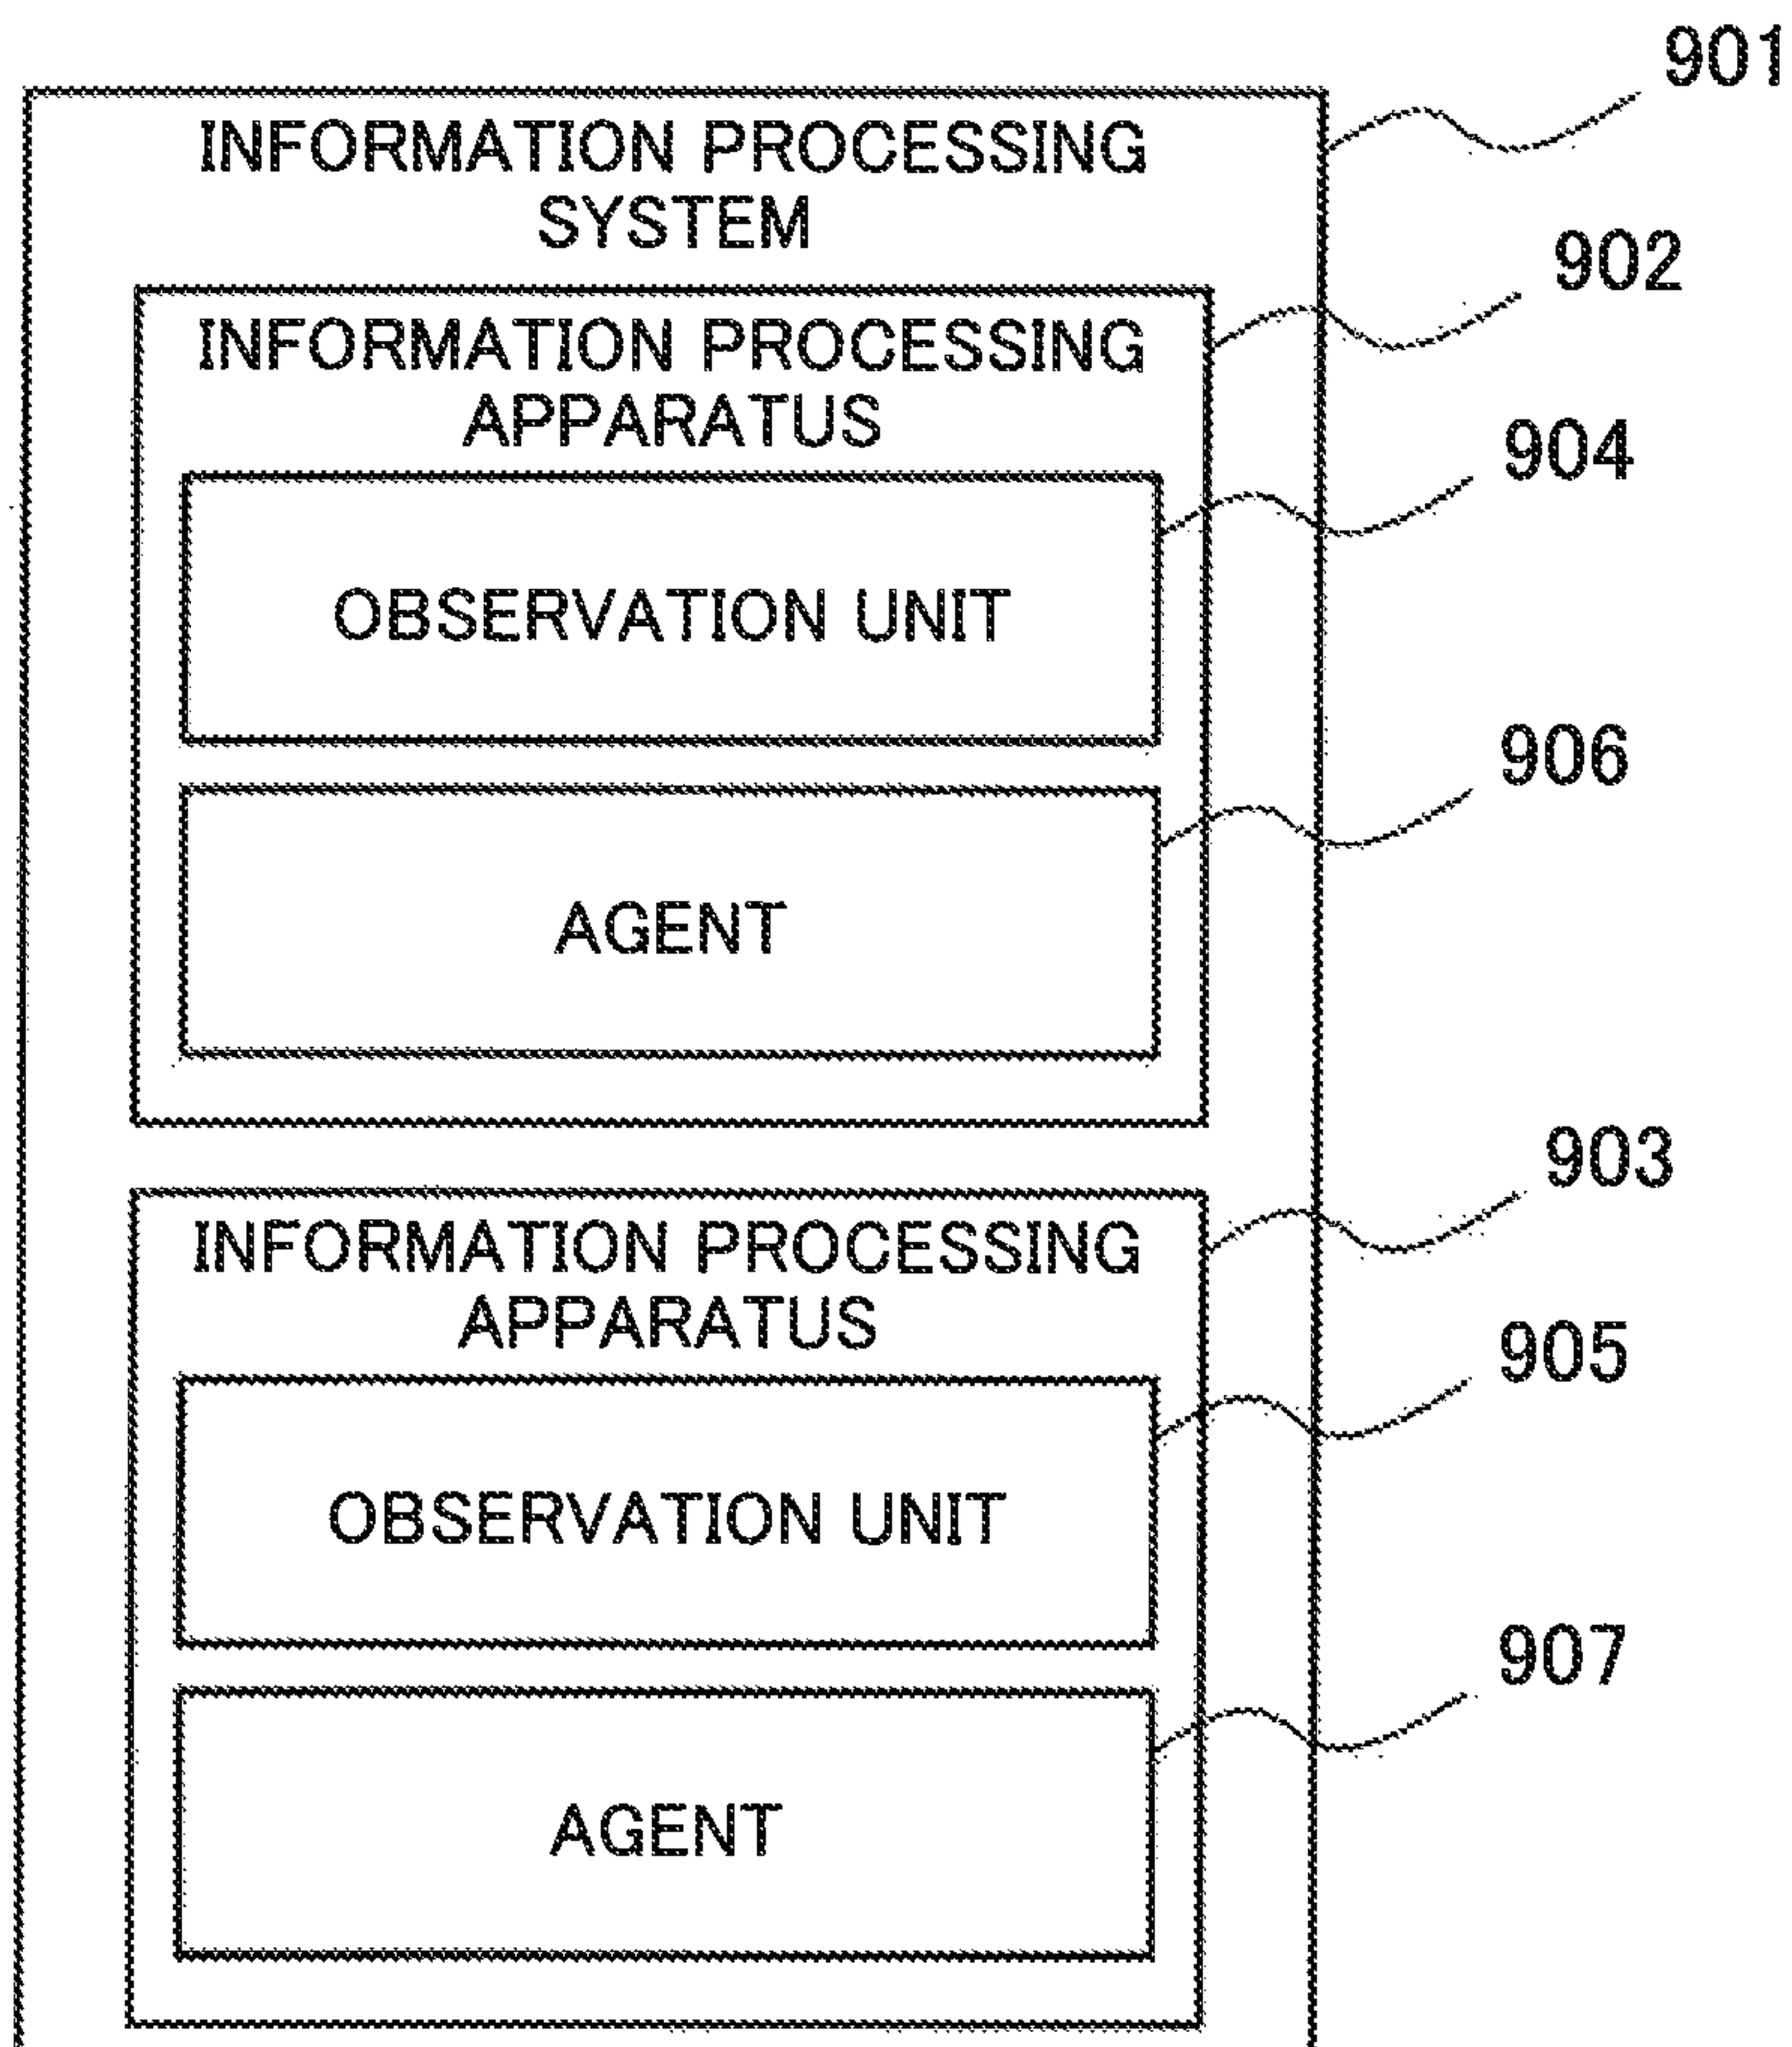 901
INFORMATION PROCESSING
SYSTEM
902
INFORMATION PROCESSING
APPARATUS
904
OBSERVATION UNIT
906
AGENT
903
INFORMATION PROCESSING
APPARATUS
905
OBSERVATION UNIT
907
AGENT